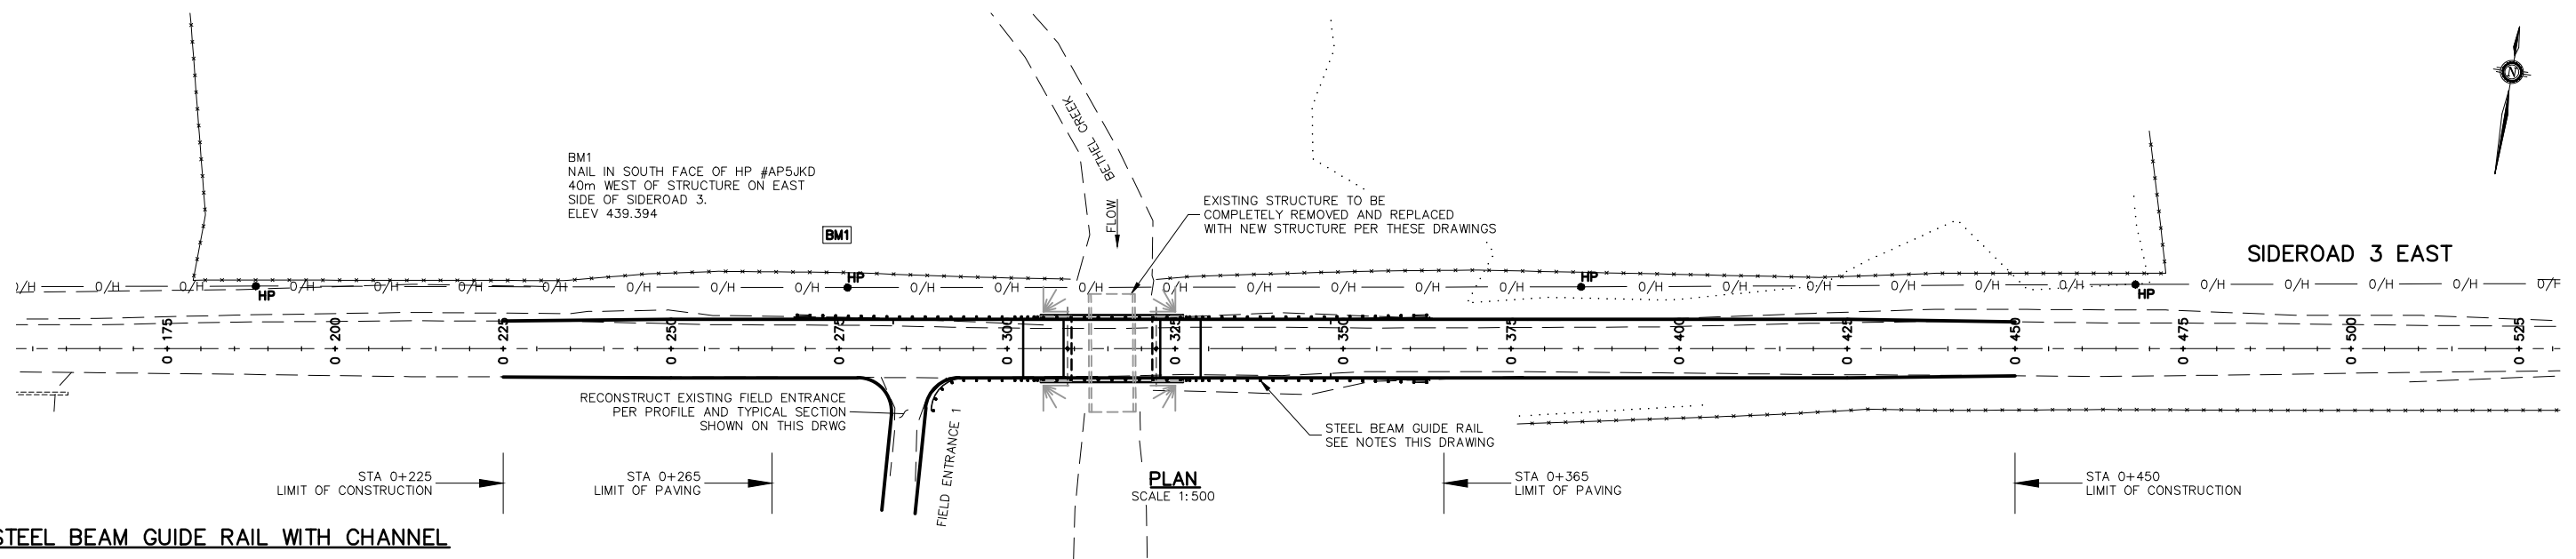 N
BETHEL CREEK
BM1
NAIL IN SOUTH FACE OF HP #AP5JKD
40m WEST OF STRUCTURE ON EAST
SIDE OF SIDEROAD 3.
ELEV 439.394
FLOW
EXISTING STRUCTURE TO BE
COMPLETELY REMOVED AND REPLACED
WITH NEW STRUCTURE PER THESE DRAWINGS
BM1
SIDEROAD 3 EAST
HP
HP
HP
HP
O/H O/H O/H O/H O/H O/H O/H O/H O/H O/H O/H O/H O/H O/H O/H O/H O/H O/H O/H O/H O/H O/H O/H O/H O/H O/H O/H O/H O/H O/H O/H
0+175
0+200
0+225
0+250
0+275
0+300
0+325
0+350
0+375
0+400
0+425
0+450
0+475
0+500
0+525
RECONSTRUCT EXISTING FIELD ENTRANCE
PER PROFILE AND TYPICAL SECTION
SHOWN ON THIS DRWG
FIELD ENTRANCE 1
STEEL BEAM GUIDE RAIL
SEE NOTES THIS DRAWING
STA 0+225
LIMIT OF CONSTRUCTION
STA 0+265
LIMIT OF PAVING
PLAN
SCALE 1:500
STA 0+365
LIMIT OF PAVING
STA 0+450
LIMIT OF CONSTRUCTION
STEEL BEAM GUIDE RAIL WITH CHANNEL